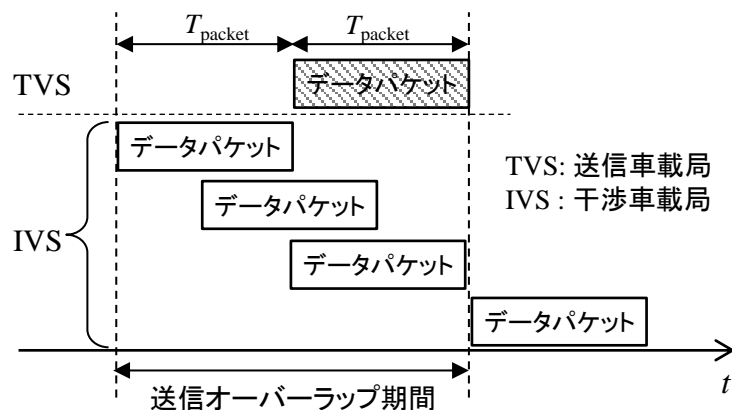 T_packet T_packet
TVS データパケット
データパケット
TVS: 送信車載局
データパケット
IVS : 干渉車載局
IVS
データパケット
データパケット
t
送信オーバーラップ期間